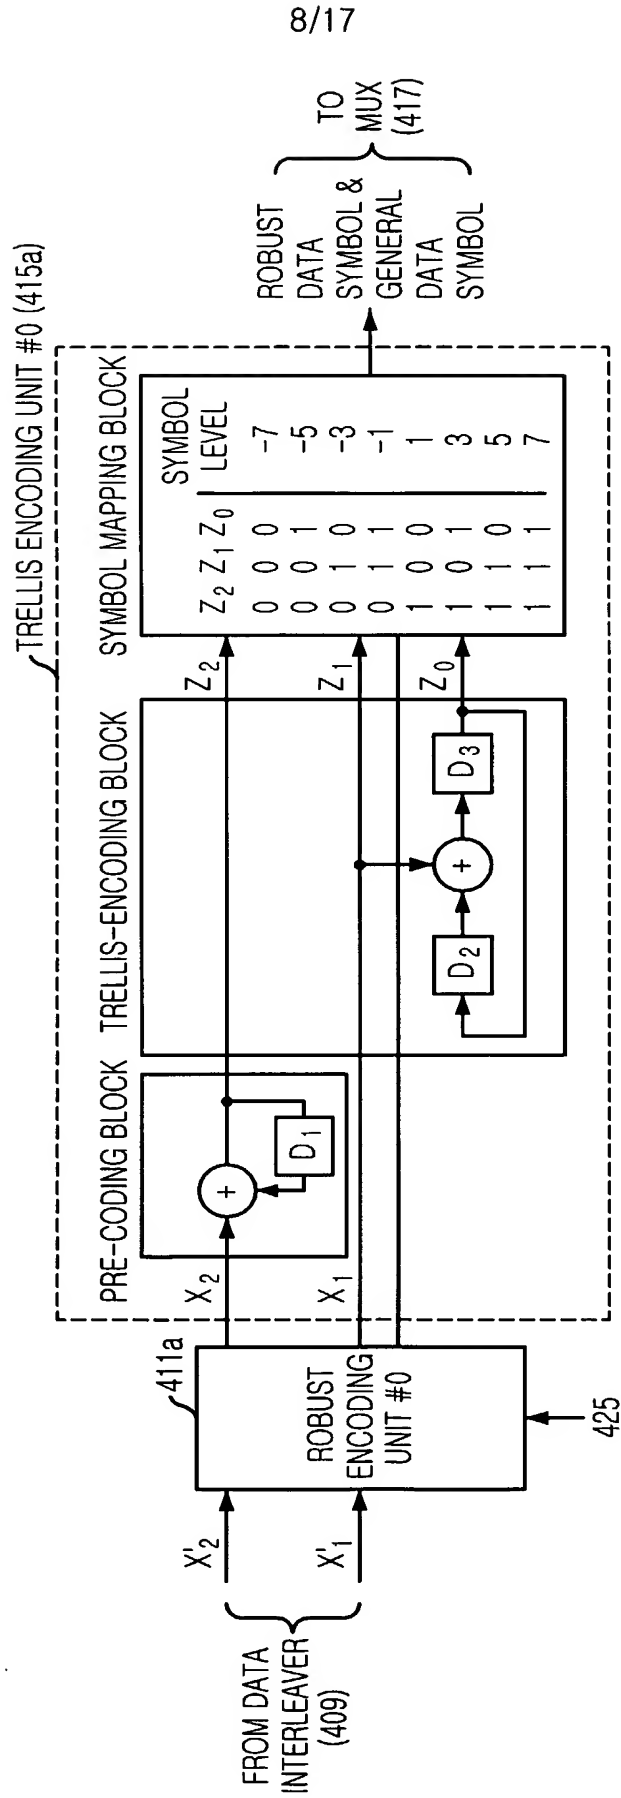 8/17
TRELLIS ENCODING UNIT #0 (415a)
PRE-CODING BLOCK
TRELLIS-ENCODING BLOCK
SYMBOL MAPPING BLOCK
411a
FROM DATA
INTERLEAVER
(409)
X'2
X'1
ROBUST
ENCODING
UNIT #0
425
X2
X1
+
D1
D2
+
D3
Z2
Z1
Z0
Z2 Z1 Z0 SYMBOL LEVEL
0 0 0 -7
0 0 1 -5
0 1 0 -3
0 1 1 -1
1 0 0 1
1 0 1 3
1 1 0 5
1 1 1 7
ROBUST
DATA
SYMBOL &
GENERAL
DATA
SYMBOL
TO
MUX
(417)